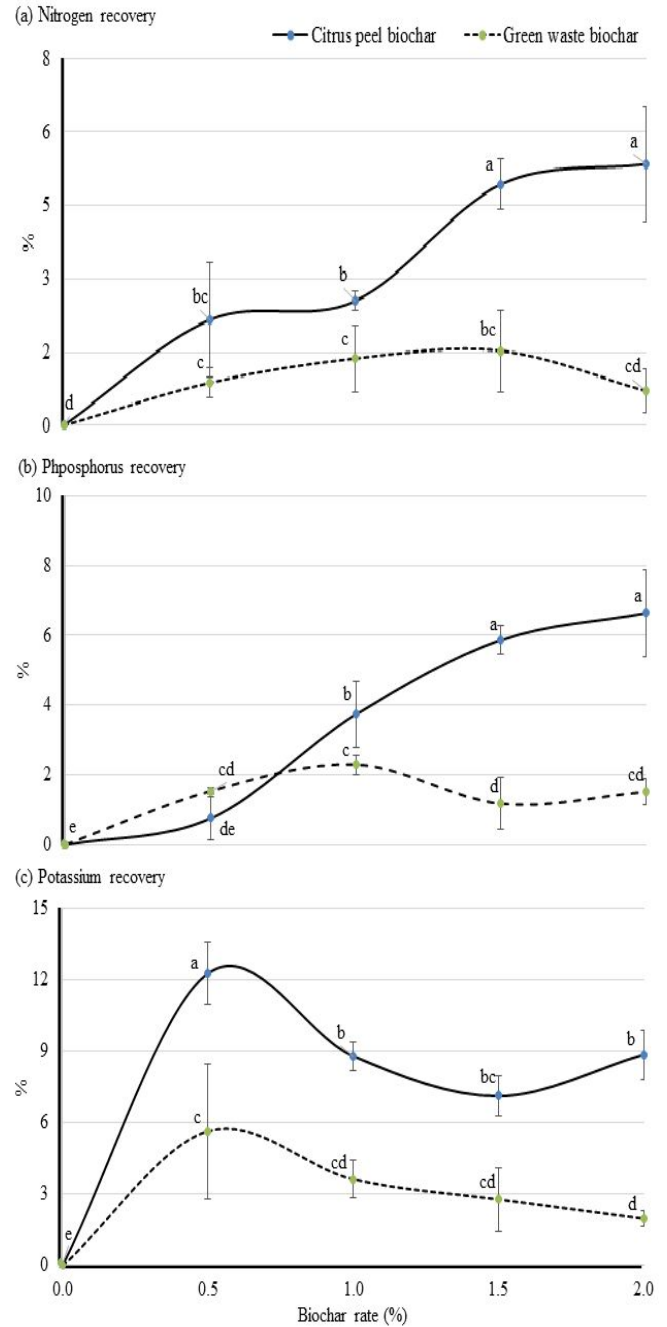 (a) Nitrogen recovery
Citrus peel biochar Green waste biochar
8
6
a
a
5
%
bc
b
3
bc
c
c
2
cd
d
0
(b) Phposphorus recovery
10
8
a
a
6
%
b
4
c
cd
2
d
cd
e
de
0
(c) Potassium recovery
15
a
12
b
b
9
bc
%
c
6
cd
cd
3
d
e
0
0.0 0.5 1.0 1.5 2.0
Biochar rate (%)